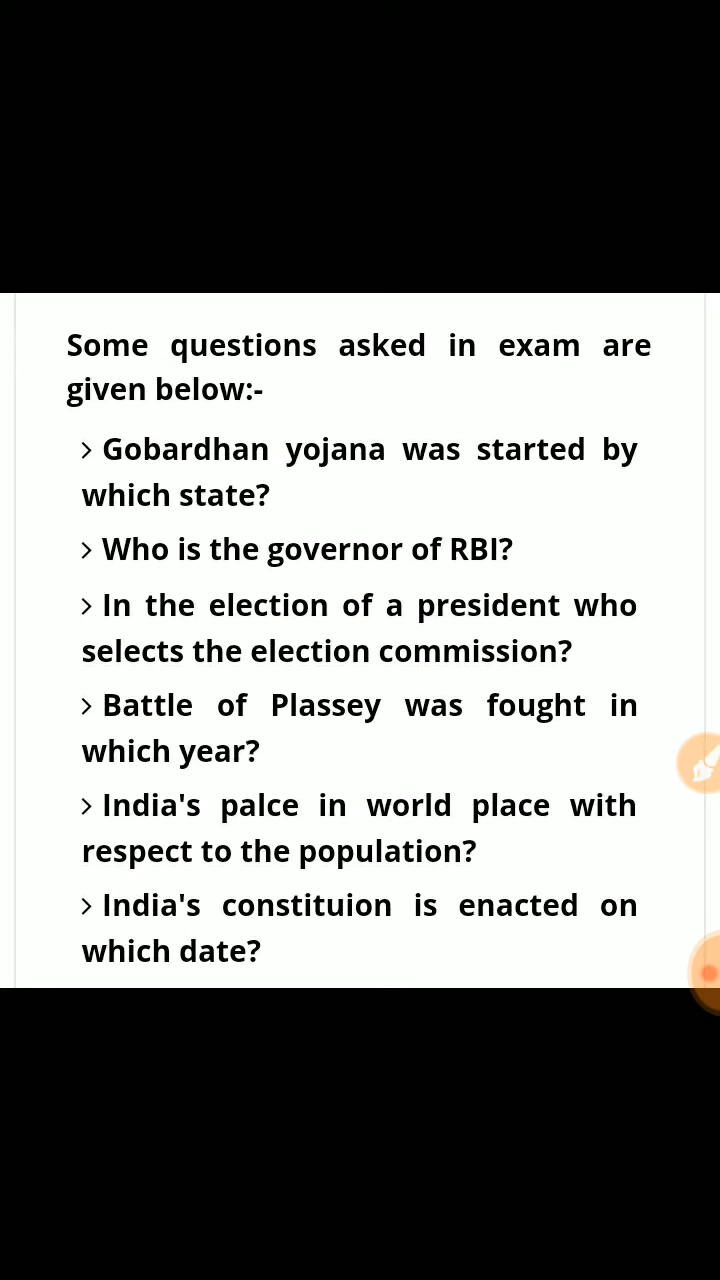 Some questions asked in exam are
given below:-
> Gobardhan yojana was started by
which state?
> Who is the governor of RBI?
> In the election of a president who
selects the election commission?
> Battle of Plassey was fought in
which year?
> India's palce in world place with
respect to the population?
> India's constituion is enacted on
which date?